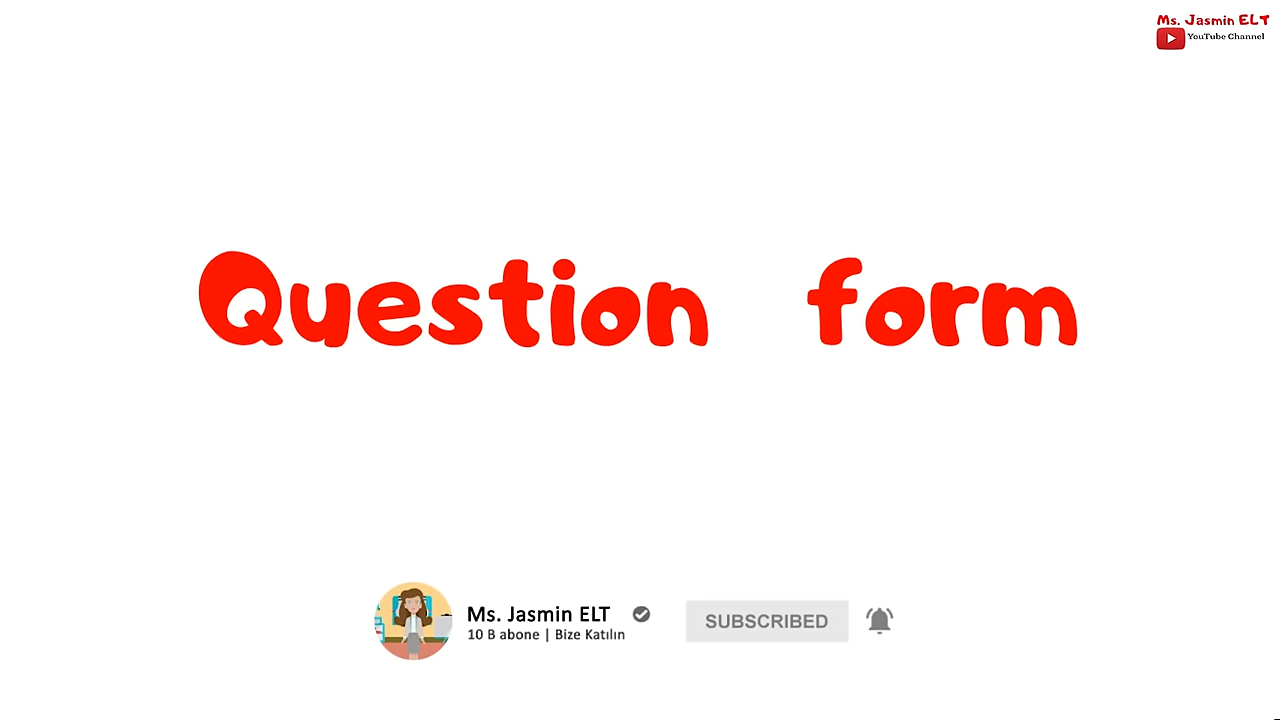 Ms. Jasmin ELT
YouTube Channel
Question form
Ms. Jasmin ELT
10 B abone | Bize Katılın
SUBSCRIBED